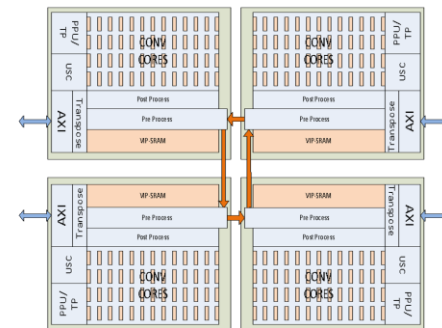 PPU/
TP
CONV
CORES
USC
AXI
Transpose
Post Process
Pre Process
VIP-SRAM
CONV
CORES
PPU/
TP
USC
Post Process
Pre Process
VIP-SRAM
Transpose
AXI
AXI
Transpose
VIP-SRAM
Pre Process
Post Process
USC
PPU/
TP
CONV
CORES
VIP-SRAM
Pre Process
Post Process
Transpose
AXI
CONV
CORES
USC
PPU/
TP